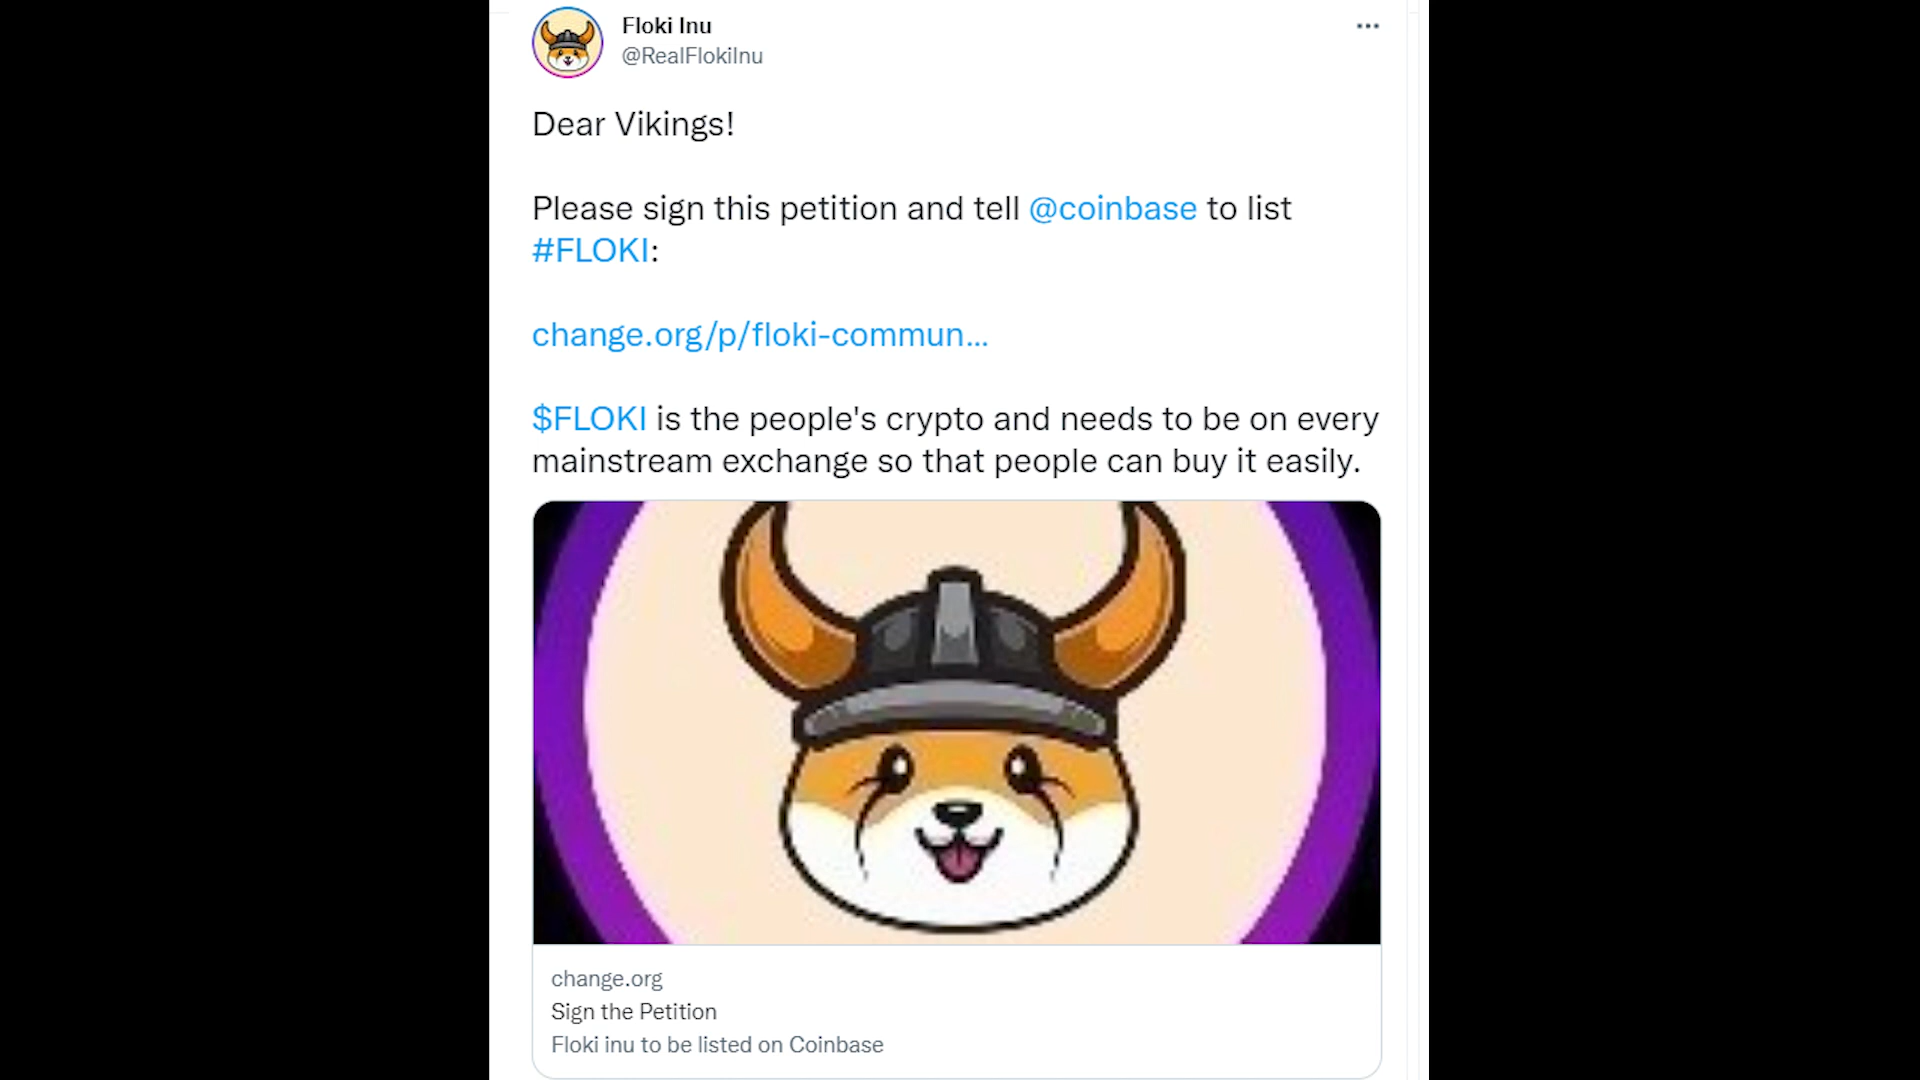 Floki Inu
@RealFlokiInu
Dear Vikings!
Please sign this petition and tell @coinbase to list
#FLOKI:
change.org/p/floki-commun...
$FLOKI is the people's crypto and needs to be on every
mainstream exchange so that people can buy it easily.
change.org
Sign the Petition
Floki inu to be listed on Coinbase